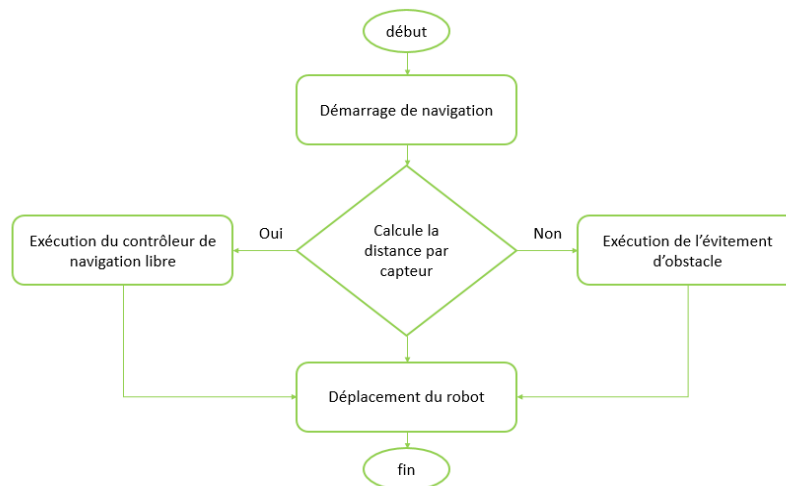 début
Démarrage de navigation
Oui
Calcule la
distance par
capteur
Non
Exécution du contrôleur de
navigation libre
Exécution de l’évitement
d’obstacle
Déplacement du robot
fin